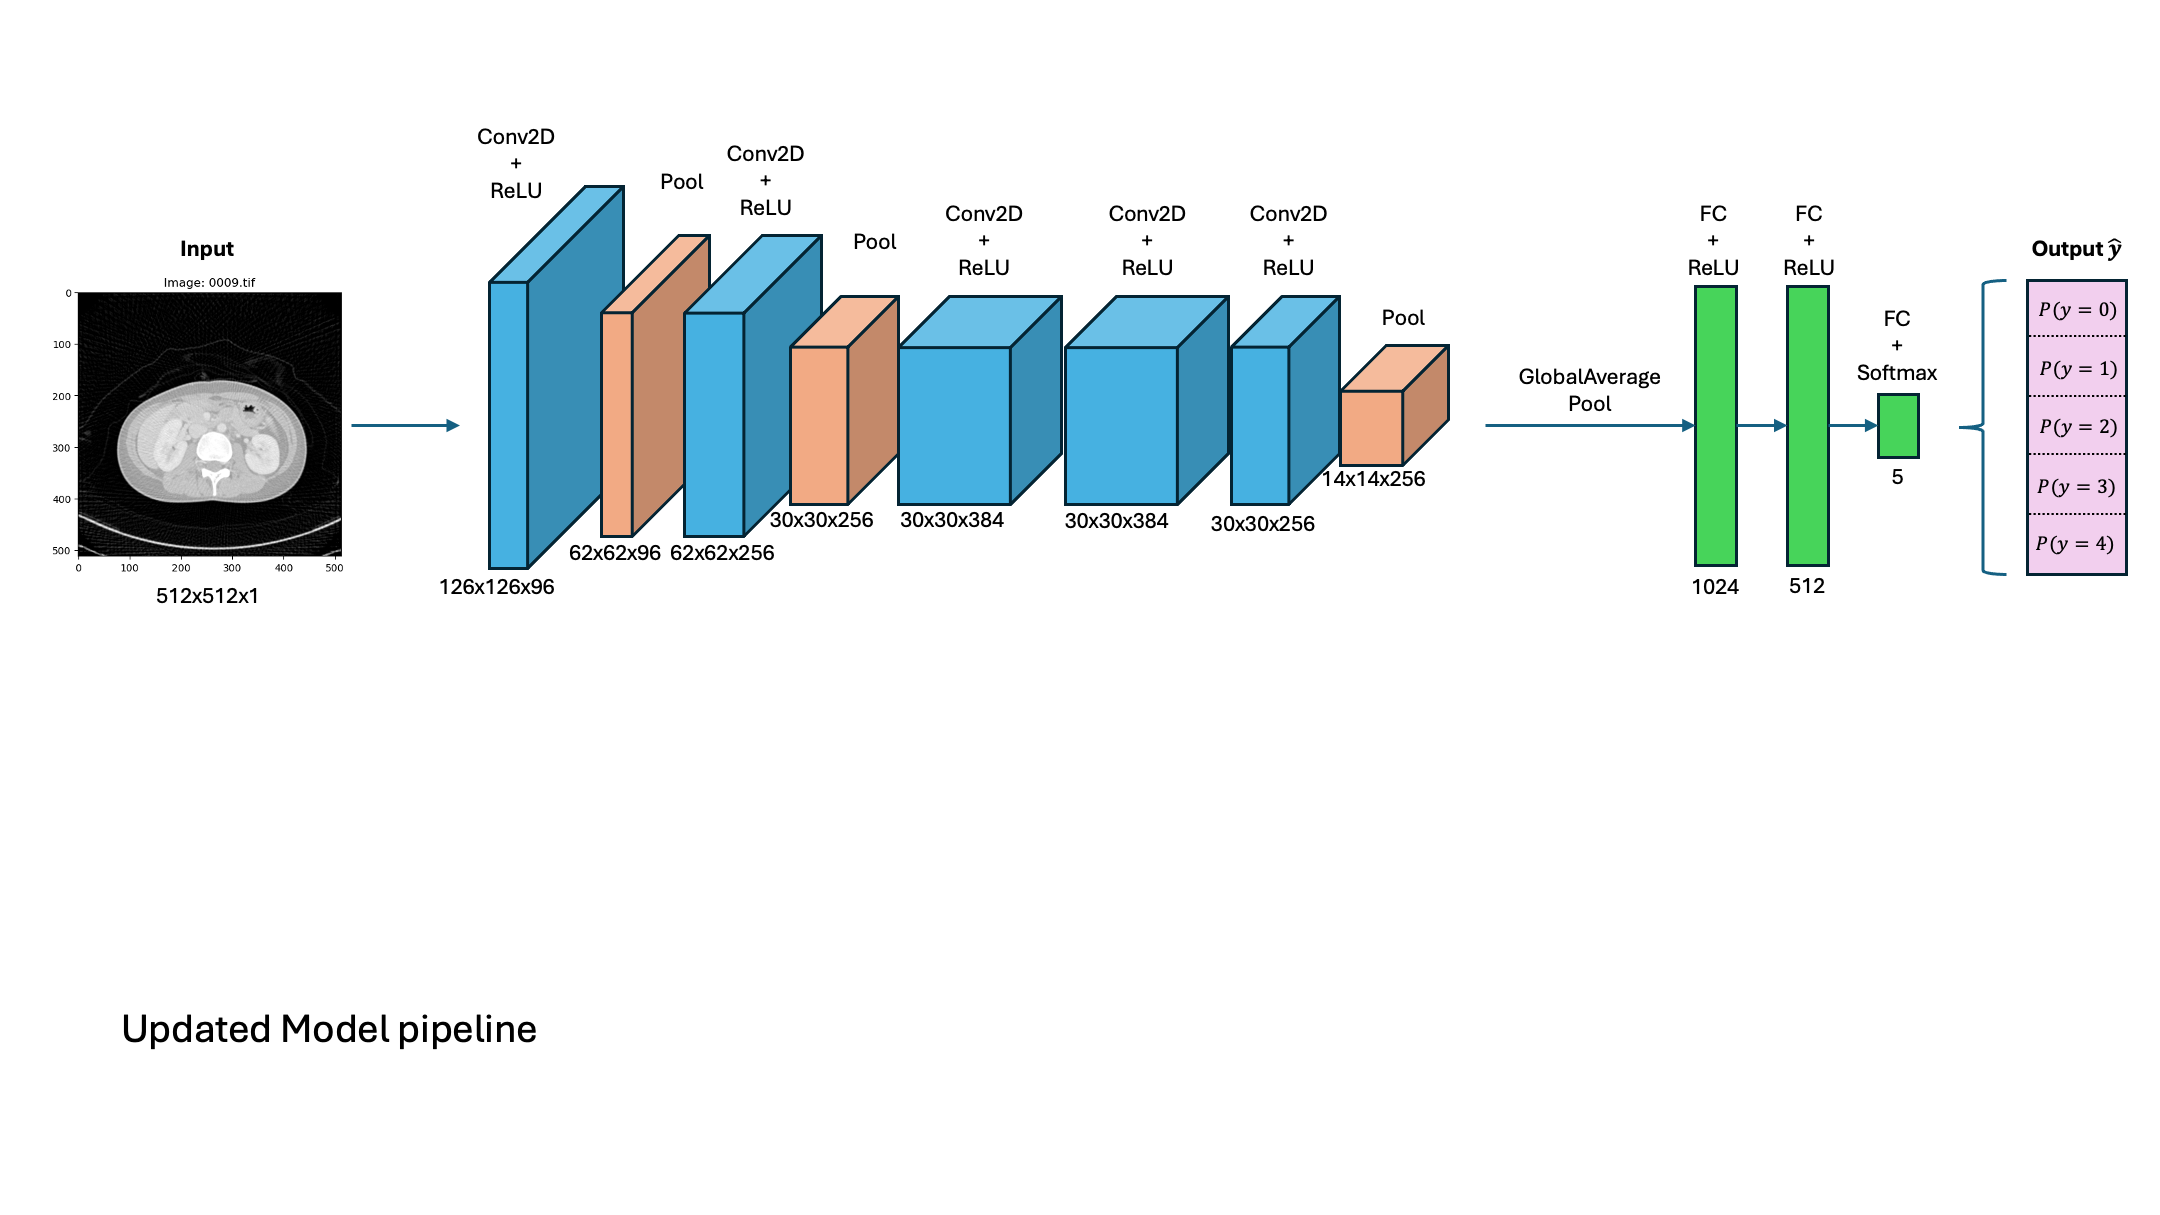 Input
Image: 0009.tif
0
100
200
300
400
500
0 100 200 300 400 500
512x512x1
Conv2D
+
ReLU
126x126x96
Pool
62x62x96
Conv2D
+
ReLU
62x62x256
Pool
30x30x256
Conv2D
+
ReLU
30x30x384
Conv2D
+
ReLU
30x30x384
Conv2D
+
ReLU
30x30x256
Pool
14x14x256
GlobalAverage
Pool
FC
+
ReLU
1024
FC
+
ReLU
512
FC
+
Softmax
5
Output ŷ
P(y = 0)
P(y = 1)
P(y = 2)
P(y = 3)
P(y = 4)
Updated Model pipeline